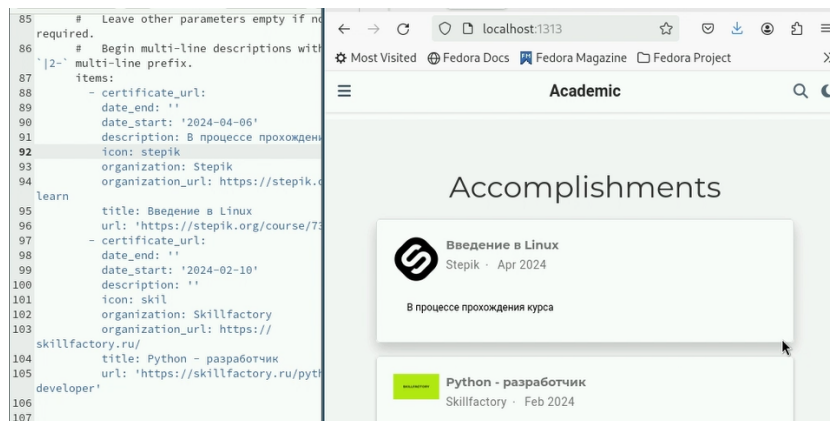 85 # Leave other parameters empty if no
required.
86 # Begin multi-line descriptions with
`|2-` multi-line prefix.
87 items:
88 - certificate_url:
89 date_end: ''
90 date_start: '2024-04-06'
91 description: В процессе прохождени
92 icon: stepik
93 organization: Stepik
94 organization_url: https://stepik.o
learn
95 title: Введение в Linux
96 url: 'https://stepik.org/course/73
97 - certificate_url:
98 date_end: ''
99 date_start: '2024-02-10'
100 description: ''
101 icon: skil
102 organization: Skillfactory
103 organization_url: https://
skillfactory.ru/
104 title: Python - разработчик
105 url: 'https://skillfactory.ru/pyth
developer'
106
107
localhost:1313
Most Visited Fedora Docs Fedora Magazine Fedora Project
Academic
Accomplishments
Введение в Linux
Stepik · Apr 2024
В процессе прохождения курса
SKILLFACTORY
Python - разработчик
Skillfactory · Feb 2024